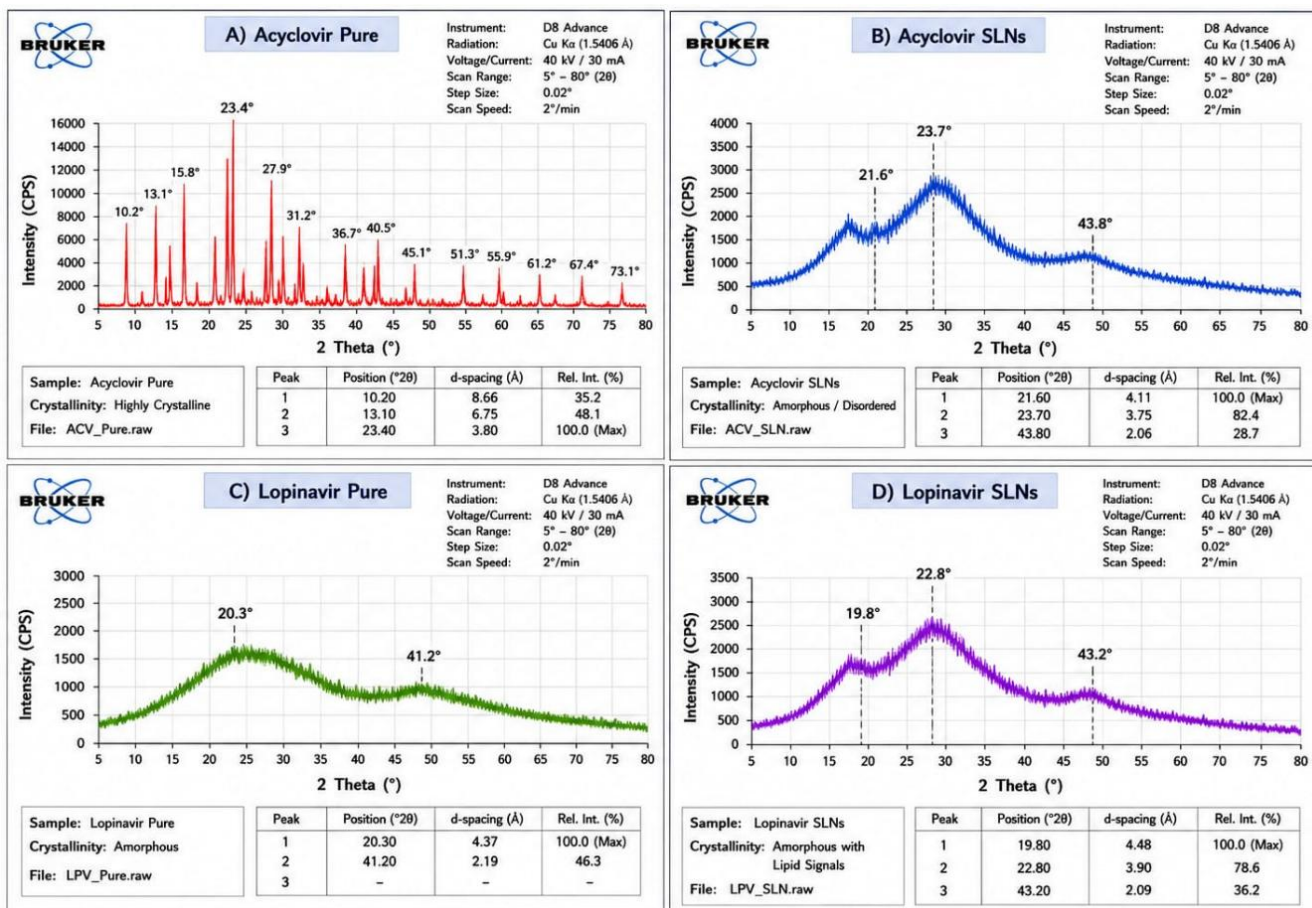 BRUKER
A) Acyclovir Pure
Instrument: D8 Advance
Radiation: Cu Kα (1.5406 Å)
Voltage/Current: 40 kV / 30 mA
Scan Range: 5° – 80° (2θ)
Step Size: 0.02°
Scan Speed: 2°/min
Intensity (CPS)
16000
14000
12000
10000
8000
6000
4000
2000
0
10.2°
13.1°
15.8°
23.4°
27.9°
31.2°
36.7°
40.5°
45.1°
51.3°
55.9°
61.2°
67.4°
73.1°
5 10 15 20 25 30 35 40 45 50 55 60 65 70 75 80
2 Theta (°)
Sample: Acyclovir Pure
Crystallinity: Highly Crystalline
File: ACV_Pure.raw
Peak Position (°2θ) d-spacing (Å) Rel. Int. (%)
1 10.20 8.66 35.2
2 13.10 6.75 48.1
3 23.40 3.80 100.0 (Max)
BRUKER
B) Acyclovir SLNs
Instrument: D8 Advance
Radiation: Cu Kα (1.5406 Å)
Voltage/Current: 40 kV / 30 mA
Scan Range: 5° – 80° (2θ)
Step Size: 0.02°
Scan Speed: 2°/min
Intensity (CPS)
4000
3500
3000
2500
2000
1500
1000
500
0
21.6°
23.7°
43.8°
5 10 15 20 25 30 35 40 45 50 60 65 70 75 80
2 Theta (°)
Sample: Acyclovir SLNs
Crystallinity: Amorphous / Disordered
File: ACV_SLN.raw
Peak Position (°2θ) d-spacing (Å) Rel. Int. (%)
1 21.60 4.11 100.0 (Max)
2 23.70 3.75 82.4
3 43.80 2.06 28.7
BRUKER
C) Lopinavir Pure
Instrument: D8 Advance
Radiation: Cu Kα (1.5406 Å)
Voltage/Current: 40 kV / 30 mA
Scan Range: 5° – 80° (2θ)
Step Size: 0.02°
Scan Speed: 2°/min
Intensity (CPS)
3000
2500
2000
1500
1000
500
0
20.3°
41.2°
5 10 15 20 25 30 35 40 45 50 55 60 65 70 75 80
2 Theta (°)
Sample: Lopinavir Pure
Crystallinity: Amorphous
File: LPV_Pure.raw
Peak Position (°2θ) d-spacing (Å) Rel. Int. (%)
1 20.30 4.37 100.0 (Max)
2 41.20 2.19 46.3
3 – – –
BRUKER
D) Lopinavir SLNs
Instrument: D8 Advance
Radiation: Cu Kα (1.5406 Å)
Voltage/Current: 40 kV / 30 mA
Scan Range: 5° – 80° (2θ)
Step Size: 0.02°
Scan Speed: 2°/min
Intensity (CPS)
3500
3000
2500
2000
1500
1000
500
0
19.8°
22.8°
43.2°
5 10 15 20 25 30 35 40 45 50 55 60 65 70 75 80
2 Theta (°)
Sample: Lopinavir SLNs
Crystallinity: Amorphous with
Lipid Signals
File: LPV_SLN.raw
Peak Position (°2θ) d-spacing (Å) Rel. Int. (%)
1 19.80 4.48 100.0 (Max)
2 22.80 3.90 78.6
3 43.20 2.09 36.2